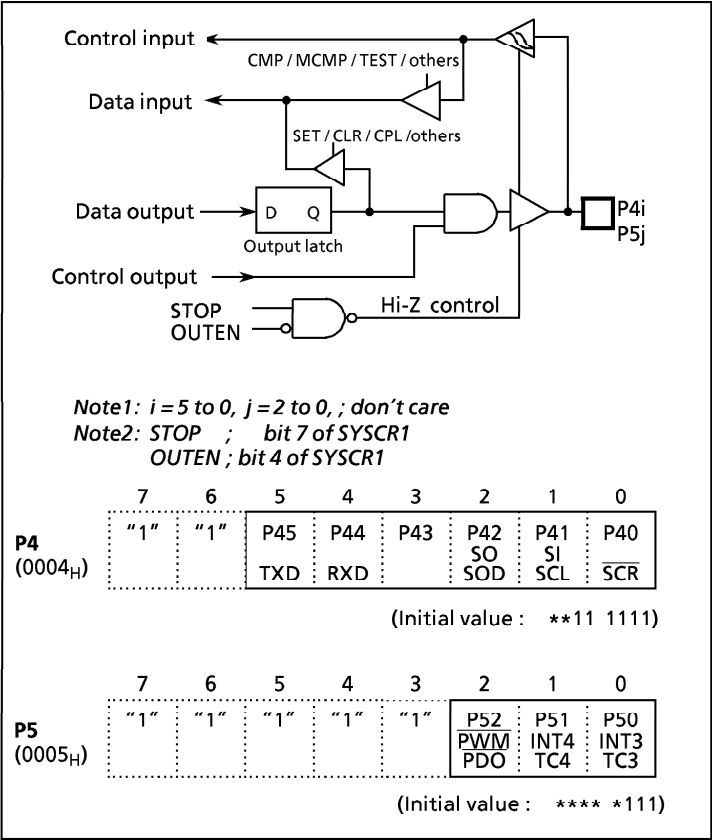 Control input
CMP / MCMP / TEST / others
Data input
SET / CLR / CPL /others
Data output
D Q
P4i
P5j
Output latch
Control output
STOP
OUTEN
Hi-Z control
Note1: i = 5 to 0, j = 2 to 0, ; don't care
Note2: STOP ; bit 7 of SYSCR1
OUTEN ; bit 4 of SYSCR1
7 6 5 4 3 2 1 0
P4
(0004H)
"1" "1" P45 P44 P43 P42 P41 P40
SO SI
TXD RXD SOD SCL SCR
(Initial value : **11 1111)
7 6 5 4 3 2 1 0
P5
(0005H)
"1" "1" "1" "1" "1" P52 P51 P50
PWM INT4 INT3
PDO TC4 TC3
(Initial value : **** *111)